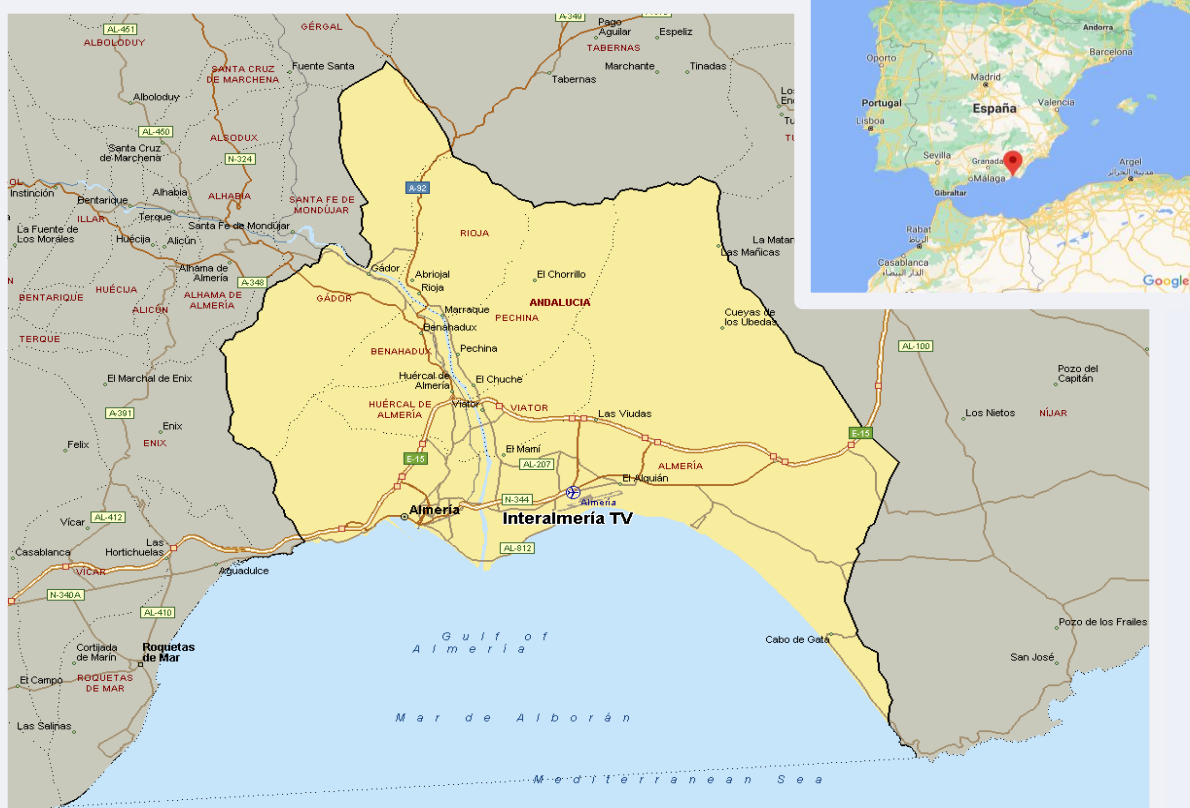 AL-451
ALBOLODUY
GÉRGAL
A-349
Pago
Aguilar
Espeliz
TABERNAS
SANTA CRUZ
DE MARCHENA
Fuente Santa
Marchante
Tinadas
Tabernas
Alboloduy
AL-450
ALSODUX
Santa Cruz
de Marchena
N-324
A-92
Instinción
Bentarique
Alhabia
ALHABIA
SANTA FE DE
MONDÚJAR
ILLAR
Terque
Santa Fe de Mondújar
RIOJA
La Fuente de
Los Morales
Huécija
Alicún
Las Mañicas
Alhama de
Almería
A-348
Gádor
Abriojal
El Chorrillo
Rioja
BENTARIQUE
HUÉCIJA
ALHAMA DE
ALMERÍA
GÁDOR
ANDALUCIA
ALICÚN
Marraque
PECHINA
Cueyas de
los Ubedas
TERQUE
Benahadux
BENAHADUX
Pechina
AL-100
Pozo del
Capitán
El Marchal de Enix
Huércal de
Almería
El Chuche
A-391
HUÉRCAL DE
ALMERÍA
Viator
VIATOR
Las Viudas
Los Nietos
NÍJAR
Enix
ENIX
Felix
E-15
El Mamí
E-15
AL-207
ALMERÍA
El Alquián
N-344
Almería
Almería
Interalmería TV
Vícar
AL-412
Las
Hortichuelas
AL-812
Casablanca
VICAR
Aguadulce
N-340A
AL-410
Gulf of
Almería
Cabo de Gata
Pozo de los Frailes
Cortijada
de Marín
Roquetas
de Mar
San José
El Campo
ROQUETAS
DE MAR
Las Salinas
Mar de Alborán
Mediterranean Sea
Andorra
Oporto
Barcelona
Madrid
Portugal
España
Valencia
Lisboa
Sevilla
Granada
Málaga
Argel
مدينة الجزائر
Gibraltar
Rabat
الرباط
Casablanca
الدار البيضاء
Google